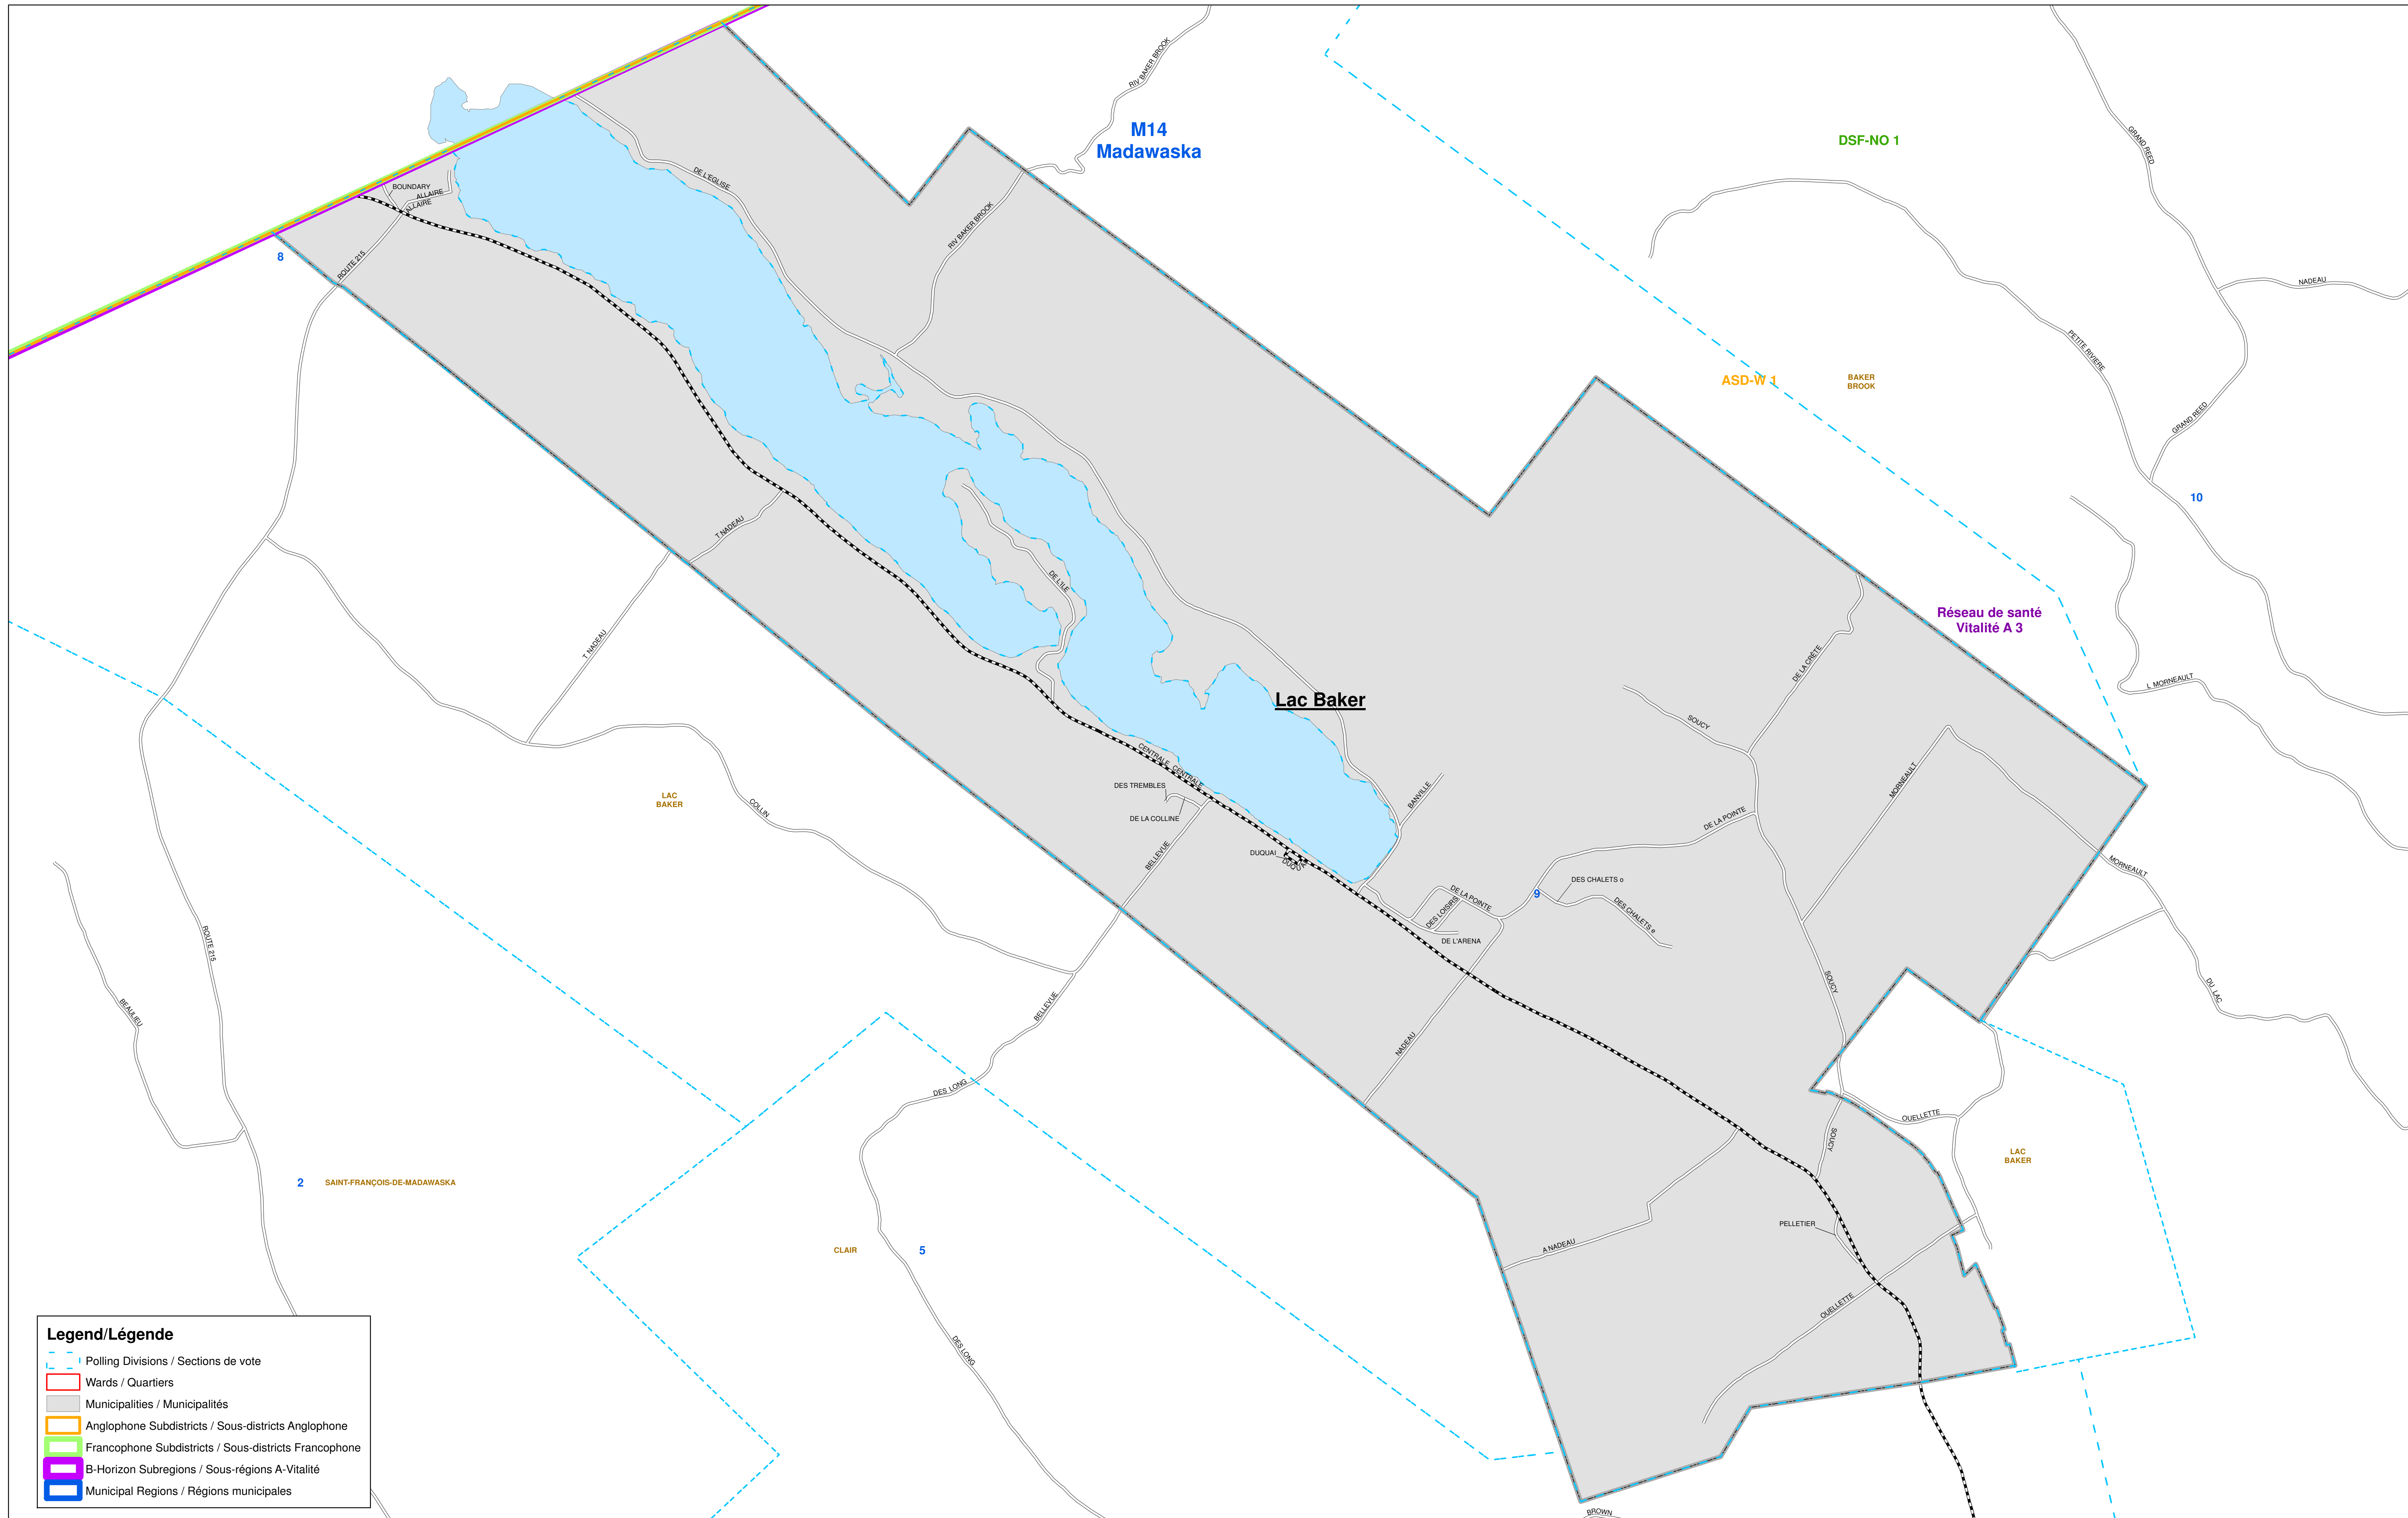 RIV BAKER BROOK
M14
Madawaska
DSF-NO 1
GRAND REED
DE L'EGLISE
BOUNDARY
ALLAIRE
ALLAIRE
RIV BAKER BROOK
8
ROUTE 215
NADEAU
PETITE RIVIERE
ASD-W 1
BAKER
BROOK
GRAND REED
10
T NADEAU
DE L'ILE
Réseau de santé
Vitalité A 3
T. NADEAU
DE LA CRÊTE
L MORNEAULT
Lac Baker
SOUCY
CENTRALE
CENTRALE
DES TREMBLES
MORNEAULT
BANVILLE
LAC
BAKER
COLLIN
DE LA COLLINE
DE LA POINTE
BELLEVUE
DUQUAI
DUQUAI
MORNEAULT
DES CHALETS o
DE LA POINTE
9
DES LOISIRS
DES CHALETS e
DE L'ARENA
ROUTE 215
SOUCY
DU LAC
BEAULIEU
BELLEVUE
NADEAU
DES LONG
OUELLETTE
SOUCY
LAC
BAKER
2
SAINT-FRANÇOIS-DE-MADAWASKA
PELLETIER
CLAIR
5
A NADEAU
OUELLETTE
DES LONG
Legend/Légende
Polling Divisions / Sections de vote
Wards / Quartiers
Municipalities / Municipalités
Anglophone Subdistricts / Sous-districts Anglophone
Francophone Subdistricts / Sous-districts Francophone
B-Horizon Subregions / Sous-régions A-Vitalité
Municipal Regions / Régions municipales
BROWN